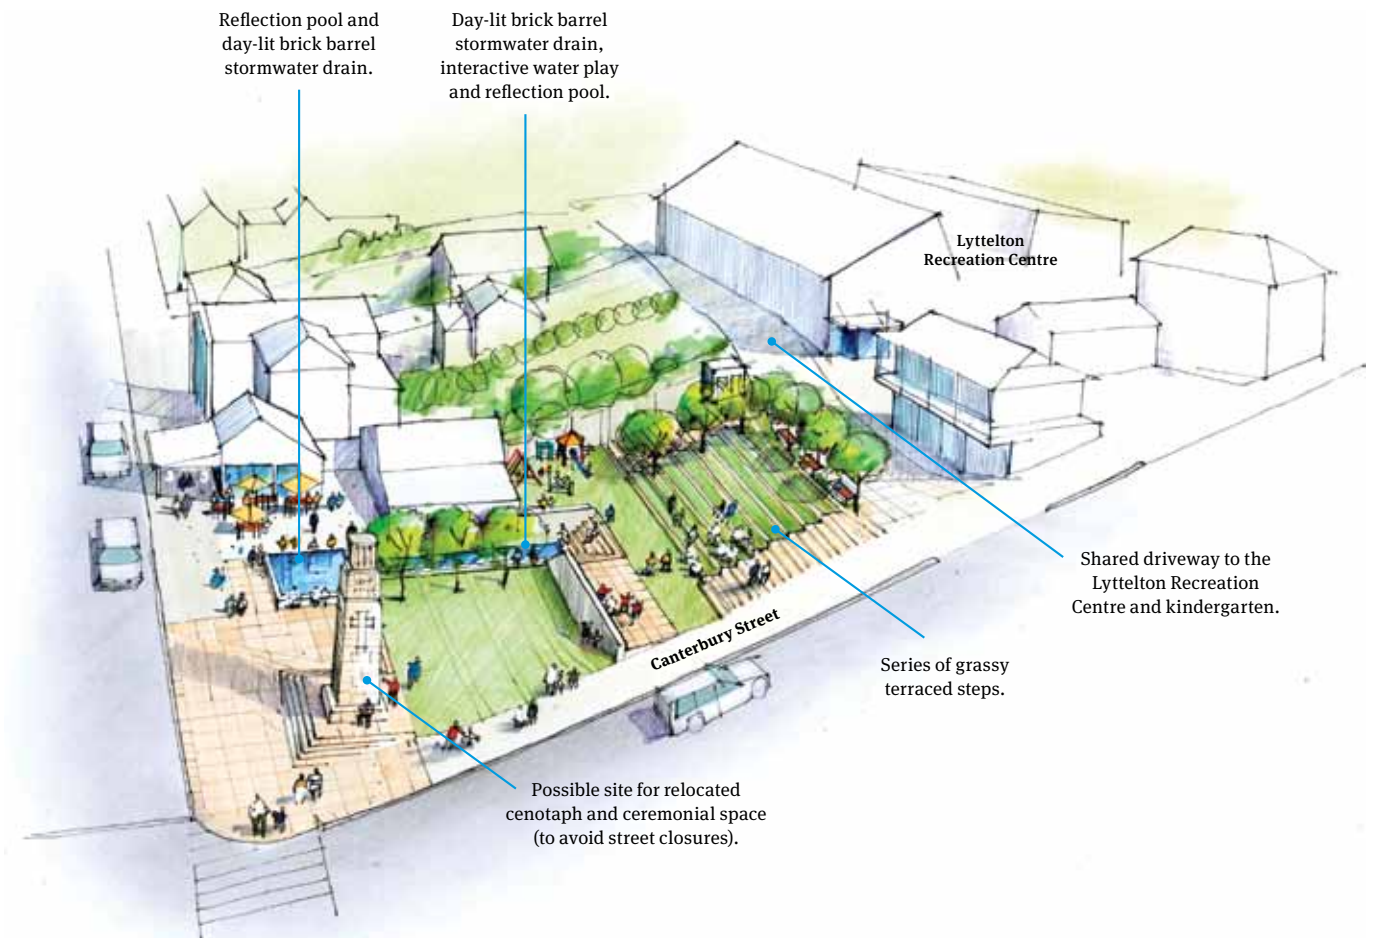 Reflection pool and
day-lit brick barrel
stormwater drain.
Day-lit brick barrel
stormwater drain,
interactive water play
and reflection pool.
Lyttelton
Recreation Centre
Shared driveway to the
Lyttelton Recreation
Centre and kindergarten.
Canterbury Street
Series of grassy
terraced steps.
Possible site for relocated
cenotaph and ceremonial space
(to avoid street closures).